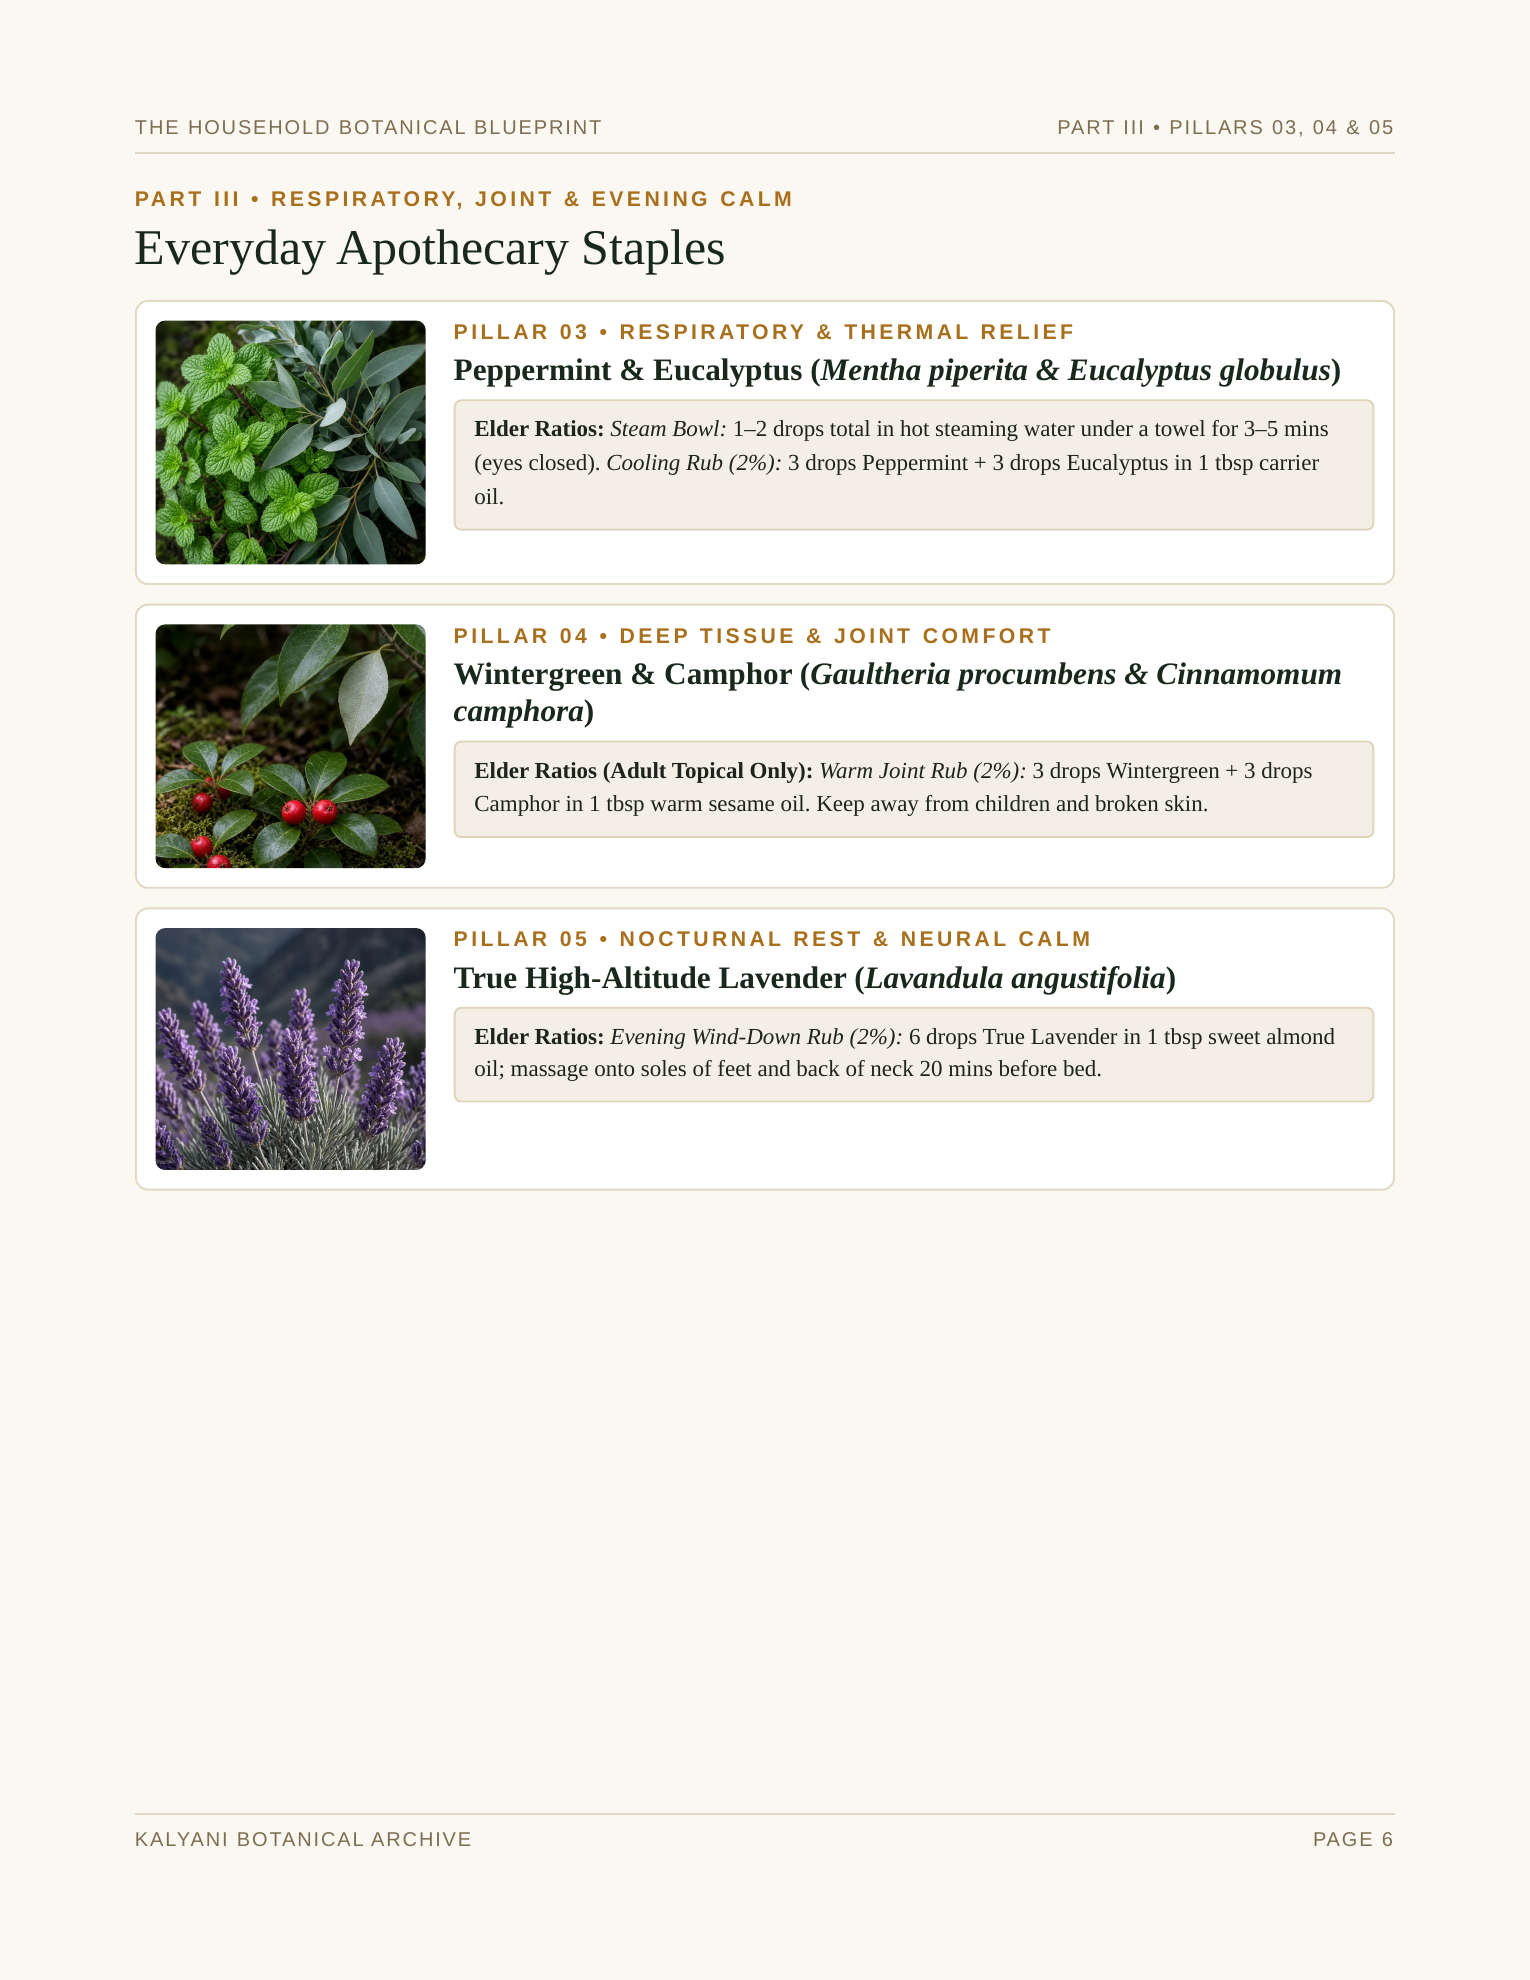 THE HOUSEHOLD BOTANICAL BLUEPRINT
PART III • PILLARS 03, 04 & 05
PART III • RESPIRATORY, JOINT & EVENING CALM
Everyday Apothecary Staples
PILLAR 03 • RESPIRATORY & THERMAL RELIEF
Peppermint & Eucalyptus (Mentha piperita & Eucalyptus globulus)
Elder Ratios: Steam Bowl: 1–2 drops total in hot steaming water under a towel for 3–5 mins
(eyes closed). Cooling Rub (2%): 3 drops Peppermint + 3 drops Eucalyptus in 1 tbsp carrier
oil.
PILLAR 04 • DEEP TISSUE & JOINT COMFORT
Wintergreen & Camphor (Gaultheria procumbens & Cinnamomum
camphora)
Elder Ratios (Adult Topical Only): Warm Joint Rub (2%): 3 drops Wintergreen + 3 drops
Camphor in 1 tbsp warm sesame oil. Keep away from children and broken skin.
PILLAR 05 • NOCTURNAL REST & NEURAL CALM
True High-Altitude Lavender (Lavandula angustifolia)
Elder Ratios: Evening Wind-Down Rub (2%): 6 drops True Lavender in 1 tbsp sweet almond
oil; massage onto soles of feet and back of neck 20 mins before bed.
KALYANI BOTANICAL ARCHIVE
PAGE 6